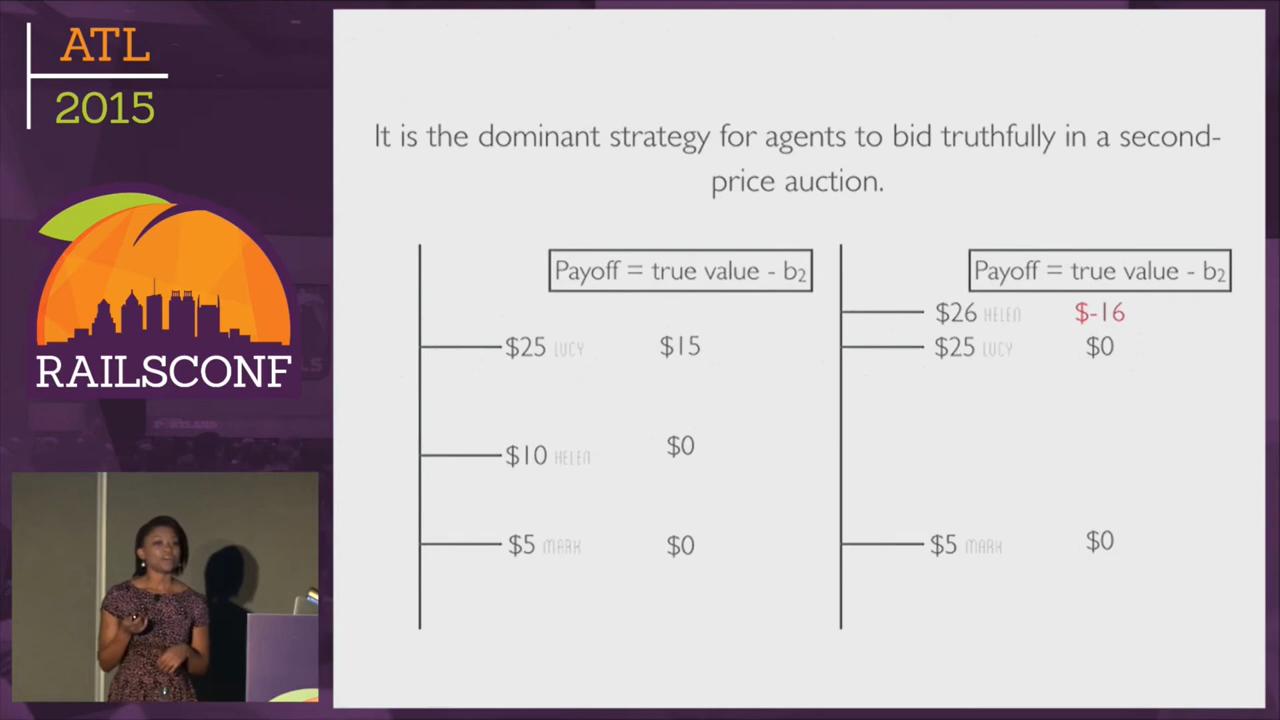 ATL
2015
RAILSCONF
It is the dominant strategy for agents to bid truthfully in a second-
price auction.
Payoff = true value - b₂
$25 LUCY $15
$10 HELEN $0
$5 MARK $0
Payoff = true value - b₂
$26 HELEN $-16
$25 LUCY $0
$5 MARK $0
PORTLAND